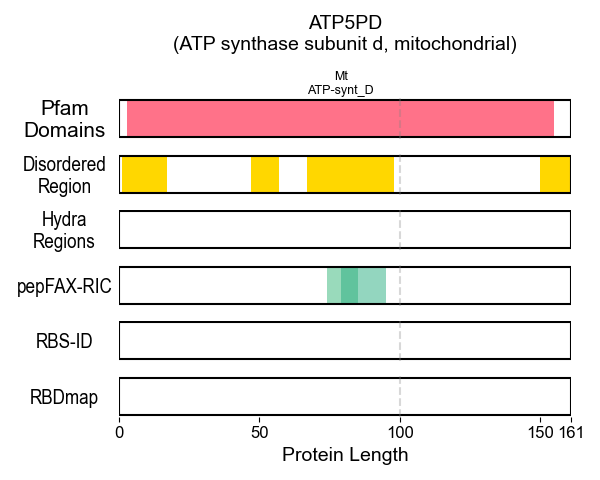 ATP5PD
(ATP synthase subunit d, mitochondrial)
Mt
ATP-synt_D
Pfam
Domains
Disordered
Region
Hydra
Regions
pepFAX-RIC
RBS-ID
RBDmap
0 50 100 150 161
Protein Length